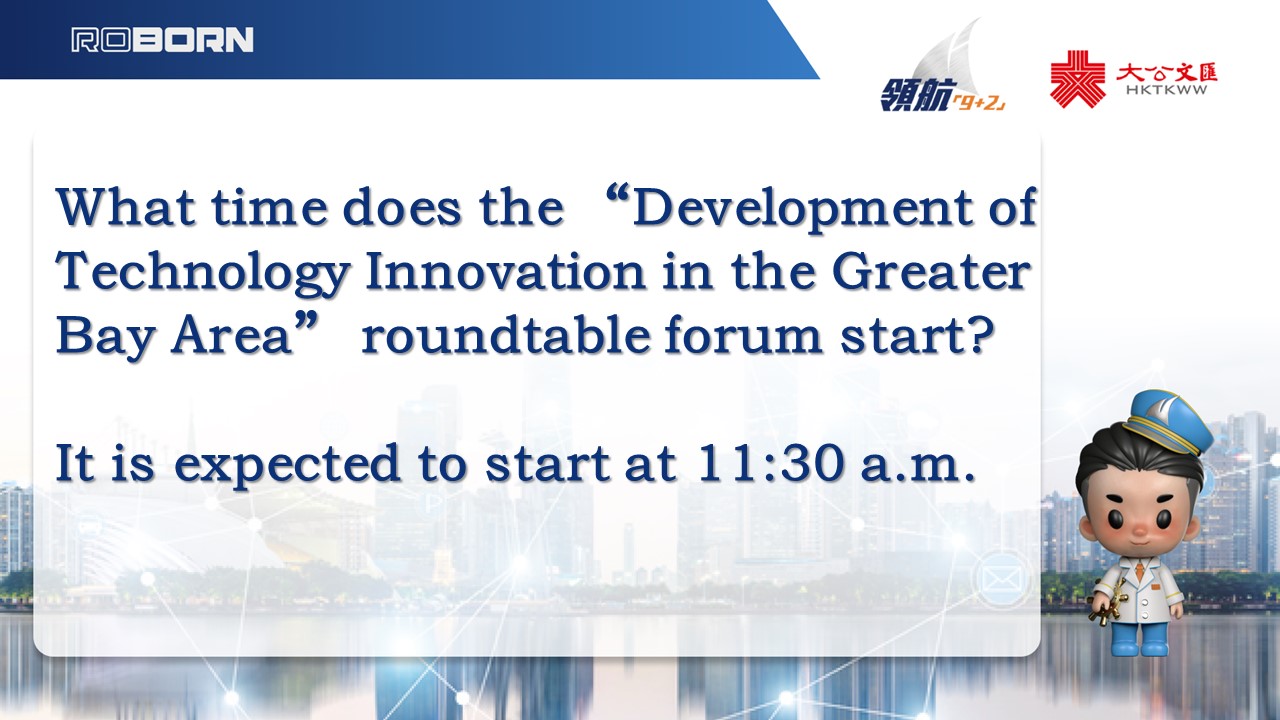 ROBORN
領航「9+2」
大公文匯
HKTKWW
What time does the “Development of
Technology Innovation in the Greater
Bay Area” roundtable forum start?
It is expected to start at 11:30 a.m.